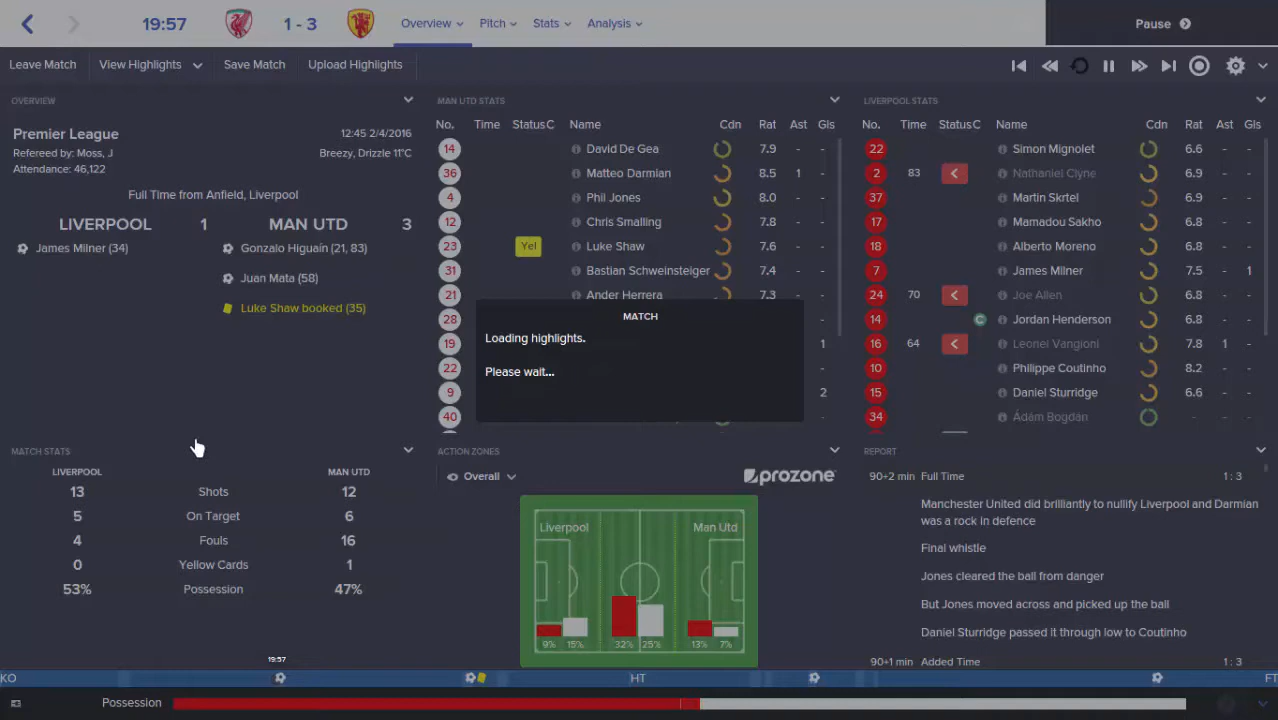 19:57 1 - 3 Overview Pitch Stats Analysis Pause
Leave Match View Highlights Save Match Upload Highlights
OVERVIEW
Premier League 12:45 2/4/2016
Refereed by: Moss, J Breezy, Drizzle 11°C
Attendance: 46,122
Full Time from Anfield, Liverpool
LIVERPOOL 1 MAN UTD 3
James Milner (34) Gonzalo Higuaín (21, 83)
Juan Mata (58)
Luke Shaw booked (35)
MAN UTD STATS
No. Time Status C Name Cdn Rat Ast Gls
14 David De Gea 7.9 - -
36 Matteo Darmian 8.5 1 -
4 Phil Jones 8.0 - -
12 Chris Smalling 7.8 - -
23 Yel Luke Shaw 7.6 - -
31 Bastian Schweinsteiger 7.4 - -
21 Ander Herrera 7.3 - -
28 -
19 1
22 -
9 2
40 -
LIVERPOOL STATS
No. Time Status C Name Cdn Rat Ast Gls
22 Simon Mignolet 6.6 - -
2 83 Nathaniel Clyne 6.9 - -
37 Martin Skrtel 6.9 - -
17 Mamadou Sakho 6.8 - -
18 Alberto Moreno 6.8 - -
7 James Milner 7.5 - 1
24 70 Joe Allen 6.8 - -
14 C Jordan Henderson 6.8 - -
16 64 Leonel Vangioni 7.8 1 -
10 Philippe Coutinho 8.2 - -
15 Daniel Sturridge 6.6 - -
34 Ádám Bogdán - - -
MATCH
Loading highlights.
Please wait...
MATCH STATS
LIVERPOOL MAN UTD
13 Shots 12
5 On Target 6
4 Fouls 16
0 Yellow Cards 1
53% Possession 47%
ACTION ZONES
Overall prozone
Liverpool Man Utd
9% 15% 32% 25% 13% 7%
REPORT
90+2 min Full Time 1 : 3
Manchester United did brilliantly to nullify Liverpool and Darmian
was a rock in defence
Final whistle
Jones cleared the ball from danger
But Jones moved across and picked up the ball
Daniel Sturridge passed it through low to Coutinho
90+1 min Added Time 1 : 3
19:57
KO HT FT
Possession